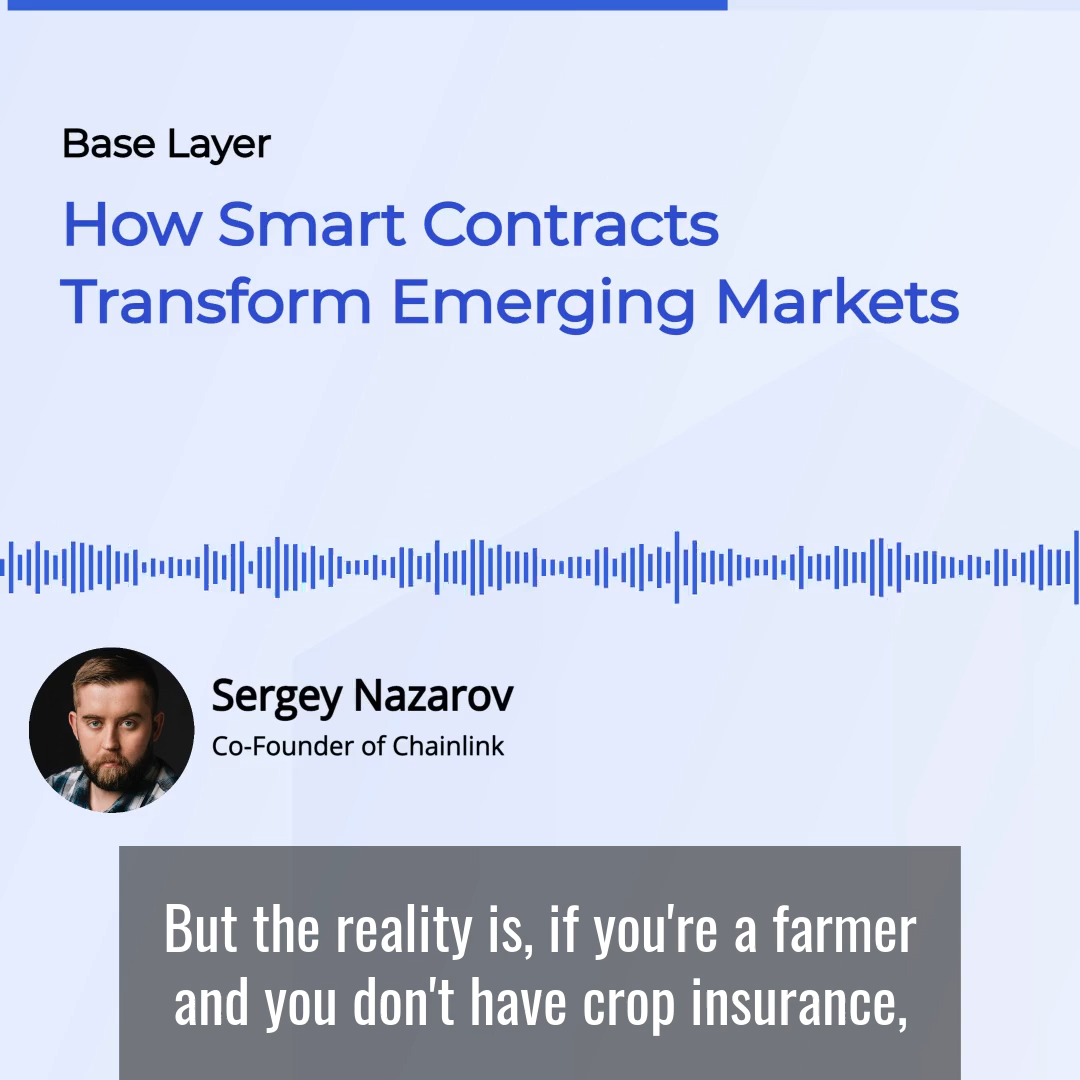 Base Layer
How Smart Contracts
Transform Emerging Markets
Sergey Nazarov
Co-Founder of Chainlink
But the reality is, if you're a farmer
and you don't have crop insurance,